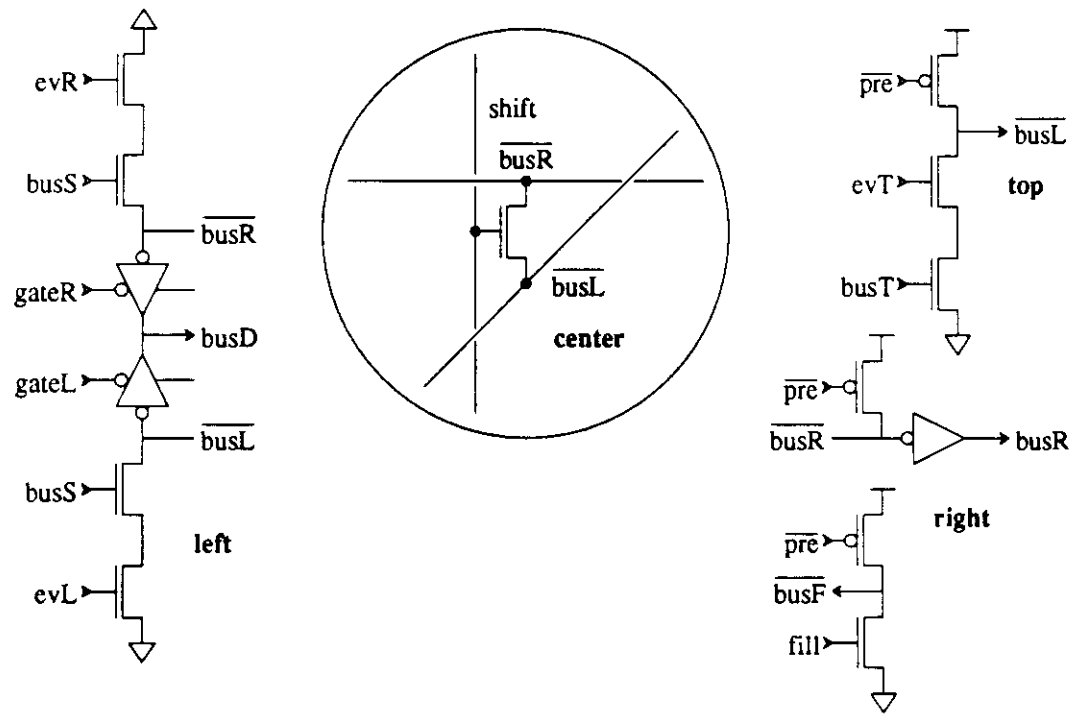 evR
busS
busR
gateR
busD
gateL
busL
busS
left
evL
shift
busR
busL
center
pre
busL
evT
top
busT
pre
busR
busR
right
pre
busF
fill